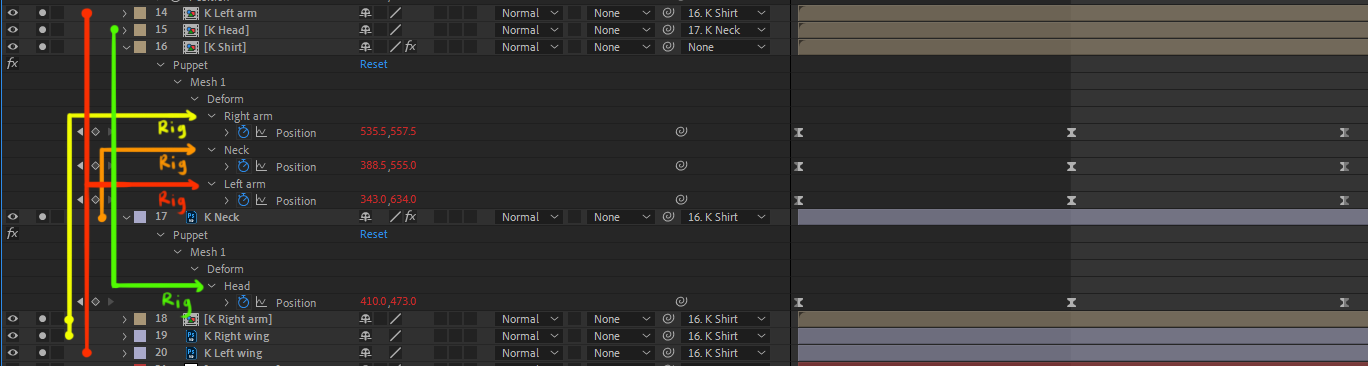 14 K Left arm Normal None 16. K Shirt
15 [K Head] Normal None 17. K Neck
16 [K Shirt] fx Normal None None
fx Puppet Reset
Mesh 1
Deform
Right arm
Rig Position 535.5,557.5
Neck
Rig Position 388.5,555.0
Left arm
Rig Position 343.0,634.0
17 Ps K Neck fx Normal None 16. K Shirt
fx Puppet Reset
Mesh 1
Deform
Head
Rig Position 410.0,473.0
18 [K Right arm] Normal None 16. K Shirt
19 Ps K Right wing Normal None 16. K Shirt
20 Ps K Left wing Normal None 16. K Shirt